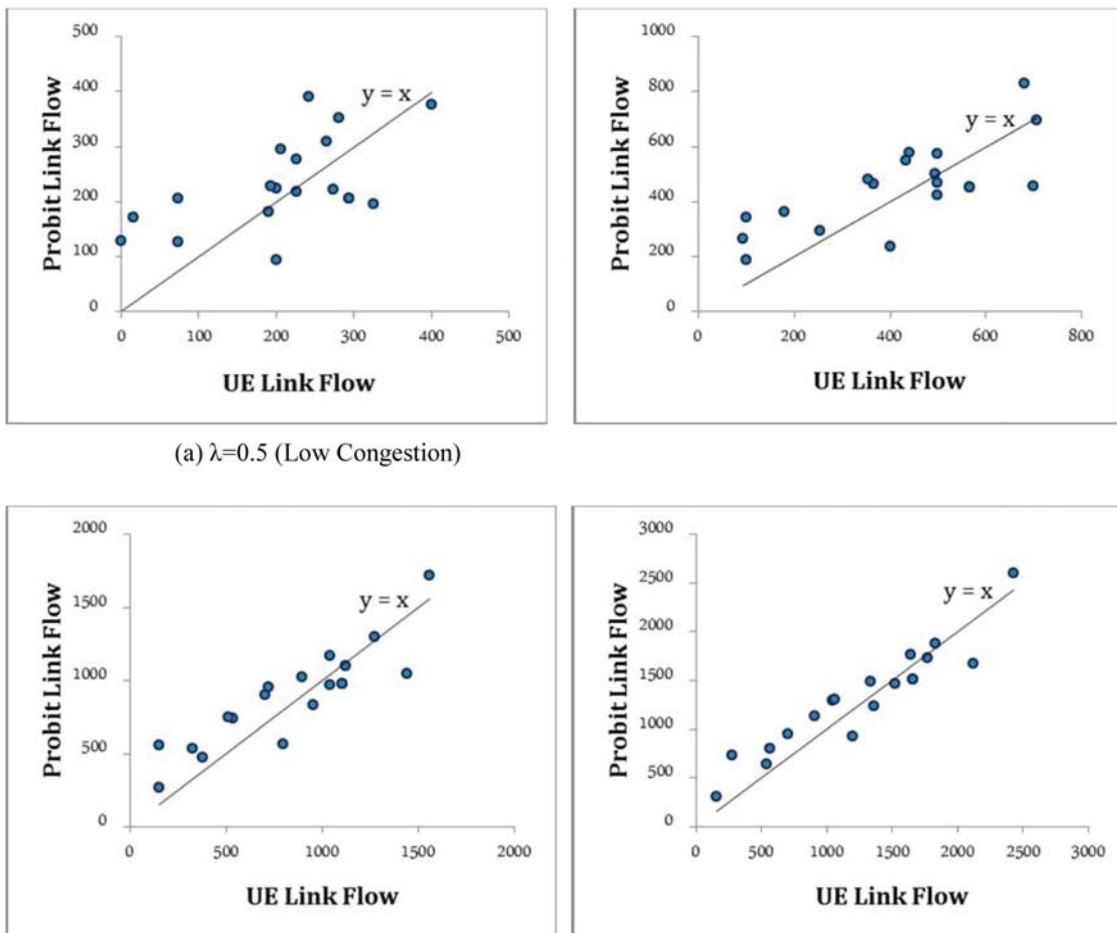 500
400
300
200
100
0
Probit Link Flow
y = x
0 100 200 300 400 500
UE Link Flow
1000
800
600
400
200
0
Probit Link Flow
y = x
0 200 400 600 800
UE Link Flow
(a) λ=0.5 (Low Congestion)
2000
1500
1000
500
0
Probit Link Flow
y = x
0 500 1000 1500 2000
UE Link Flow
3000
2500
2000
1500
1000
500
0
Probit Link Flow
y = x
0 500 1000 1500 2000 2500 3000
UE Link Flow